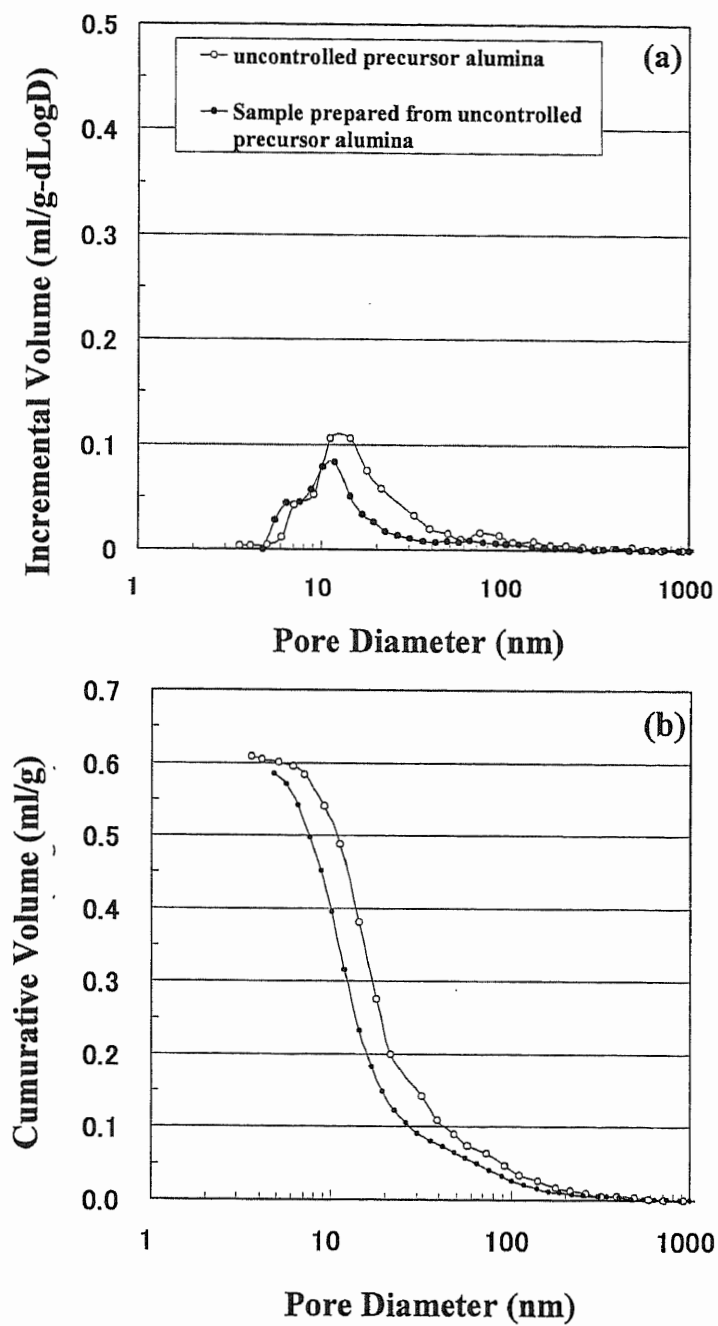 0.5
(a)
uncontrolled precursor alumina
Sample prepared from uncontrolled
precursor alumina
0.4
0.3
0.2
0.1
0
Incremental Volume (ml/g-dLogD)
1 10 100 1000
Pore Diameter (nm)
0.7
(b)
0.6
0.5
0.4
0.3
0.2
0.1
0.0
Cumurative Volume (ml/g)
1 10 100 1000
Pore Diameter (nm)